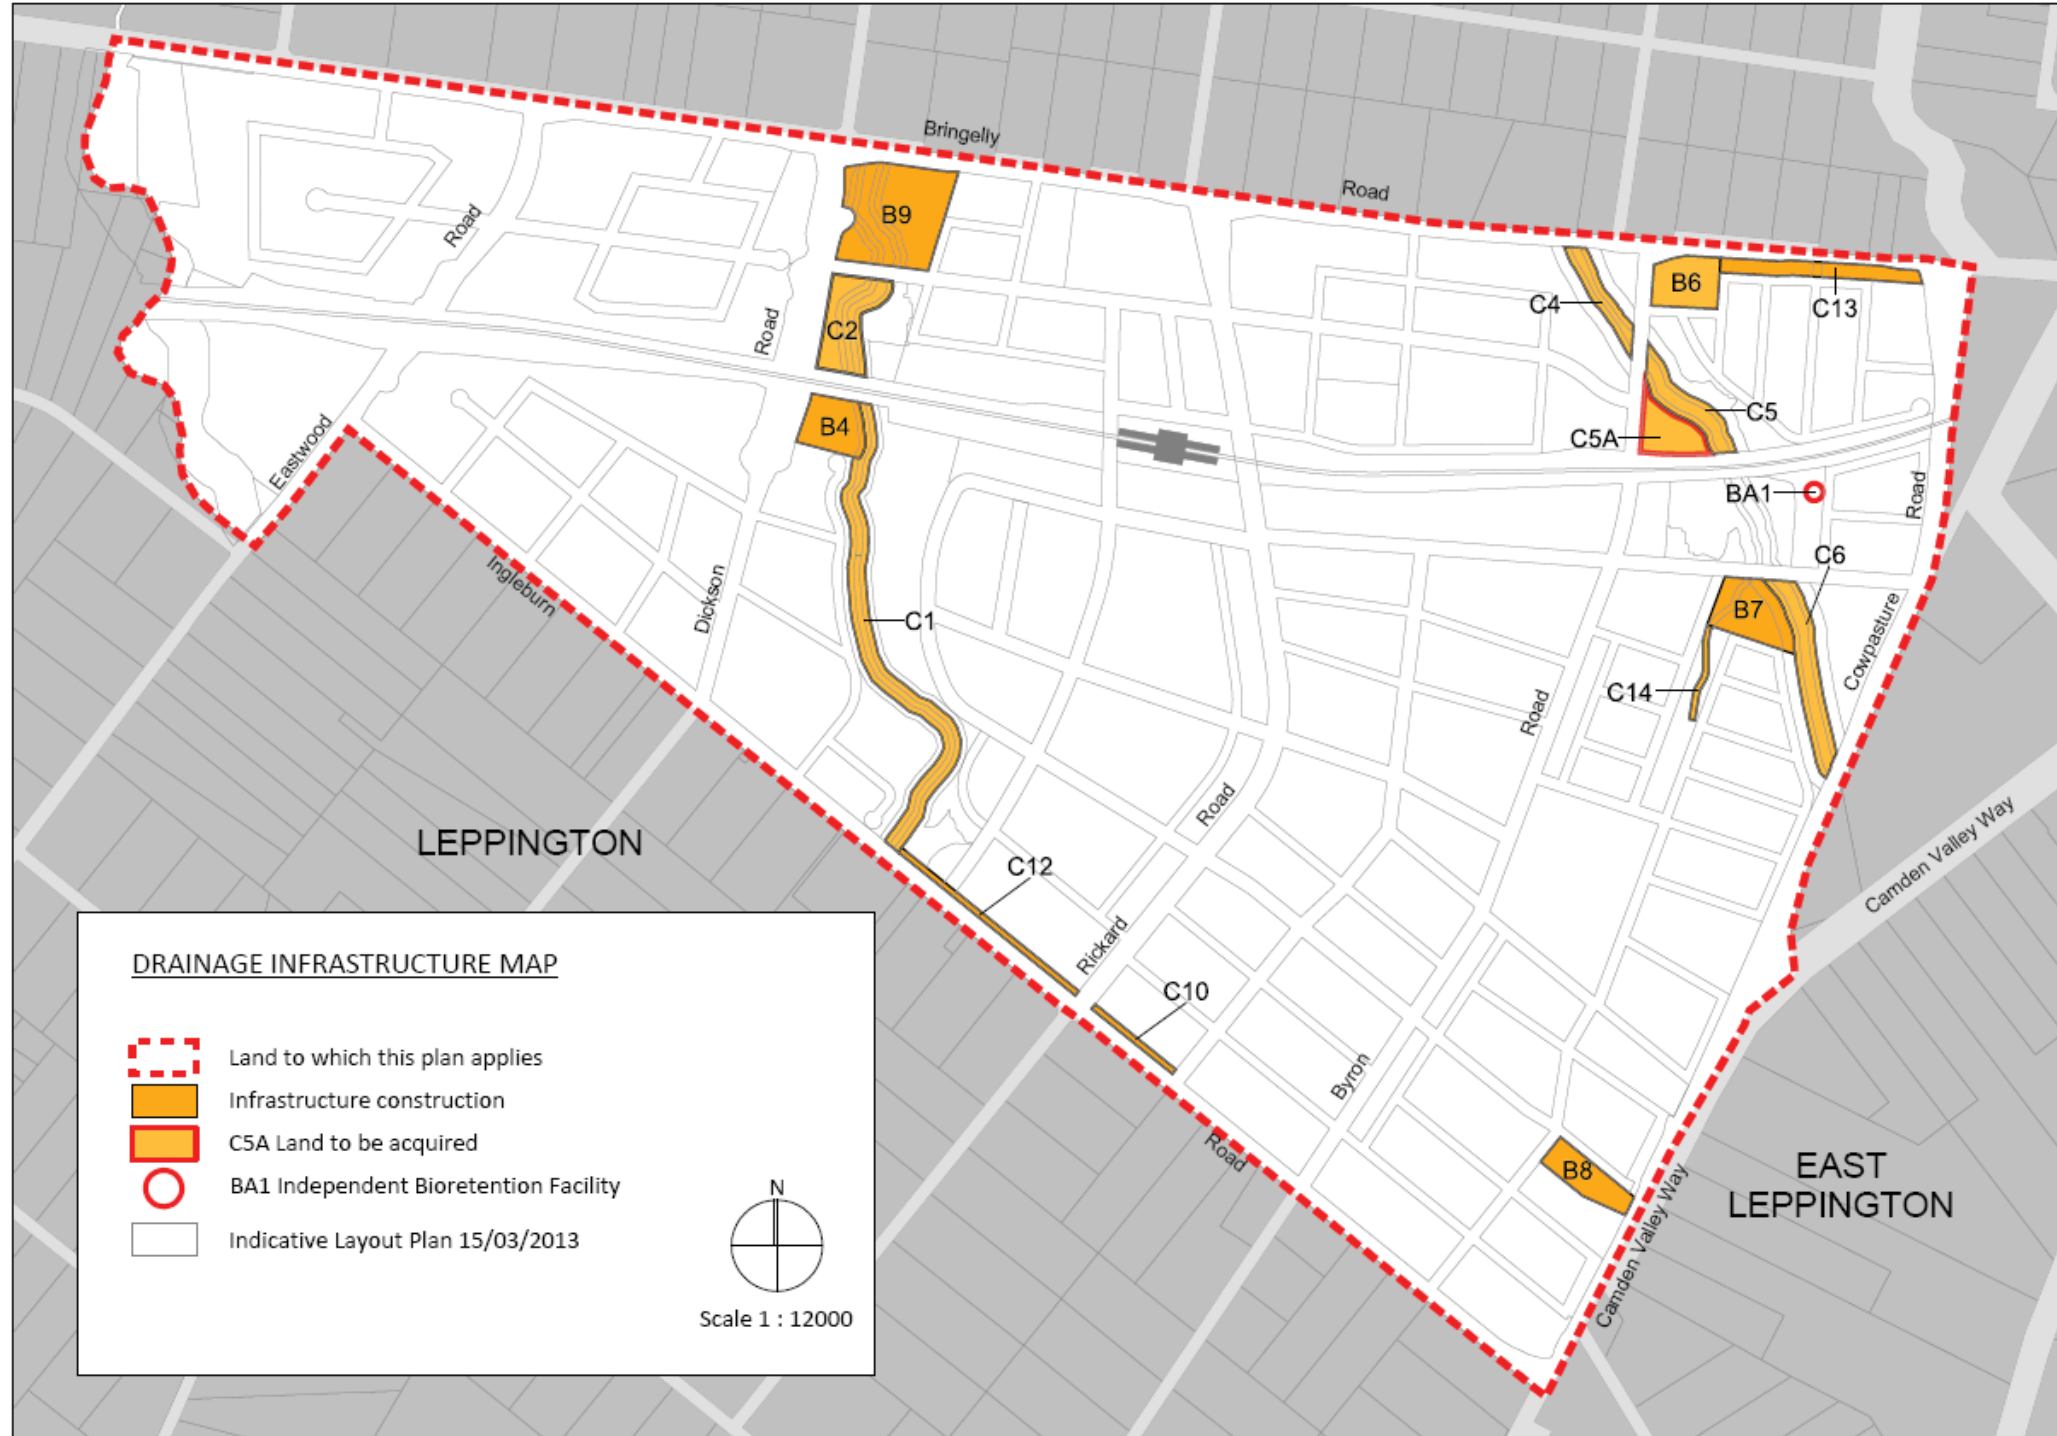 Bringelly
Road
Road
B9
B6
C4
C13
C2
Road
C5
B4
C5A
Eastwood
BA1
Road
C6
Ingleburn
Dickson
B7
C1
Cowpasture
C14
Road
Road
LEPPINGTON
C12
Camden Valley Way
Rickard
C10
Byron
Road
B8
Camden Valley Way
EAST
LEPPINGTON
DRAINAGE INFRASTRUCTURE MAP
Land to which this plan applies
Infrastructure construction
C5A Land to be acquired
BA1 Independent Bioretention Facility
Indicative Layout Plan 15/03/2013
N
Scale 1 : 12000